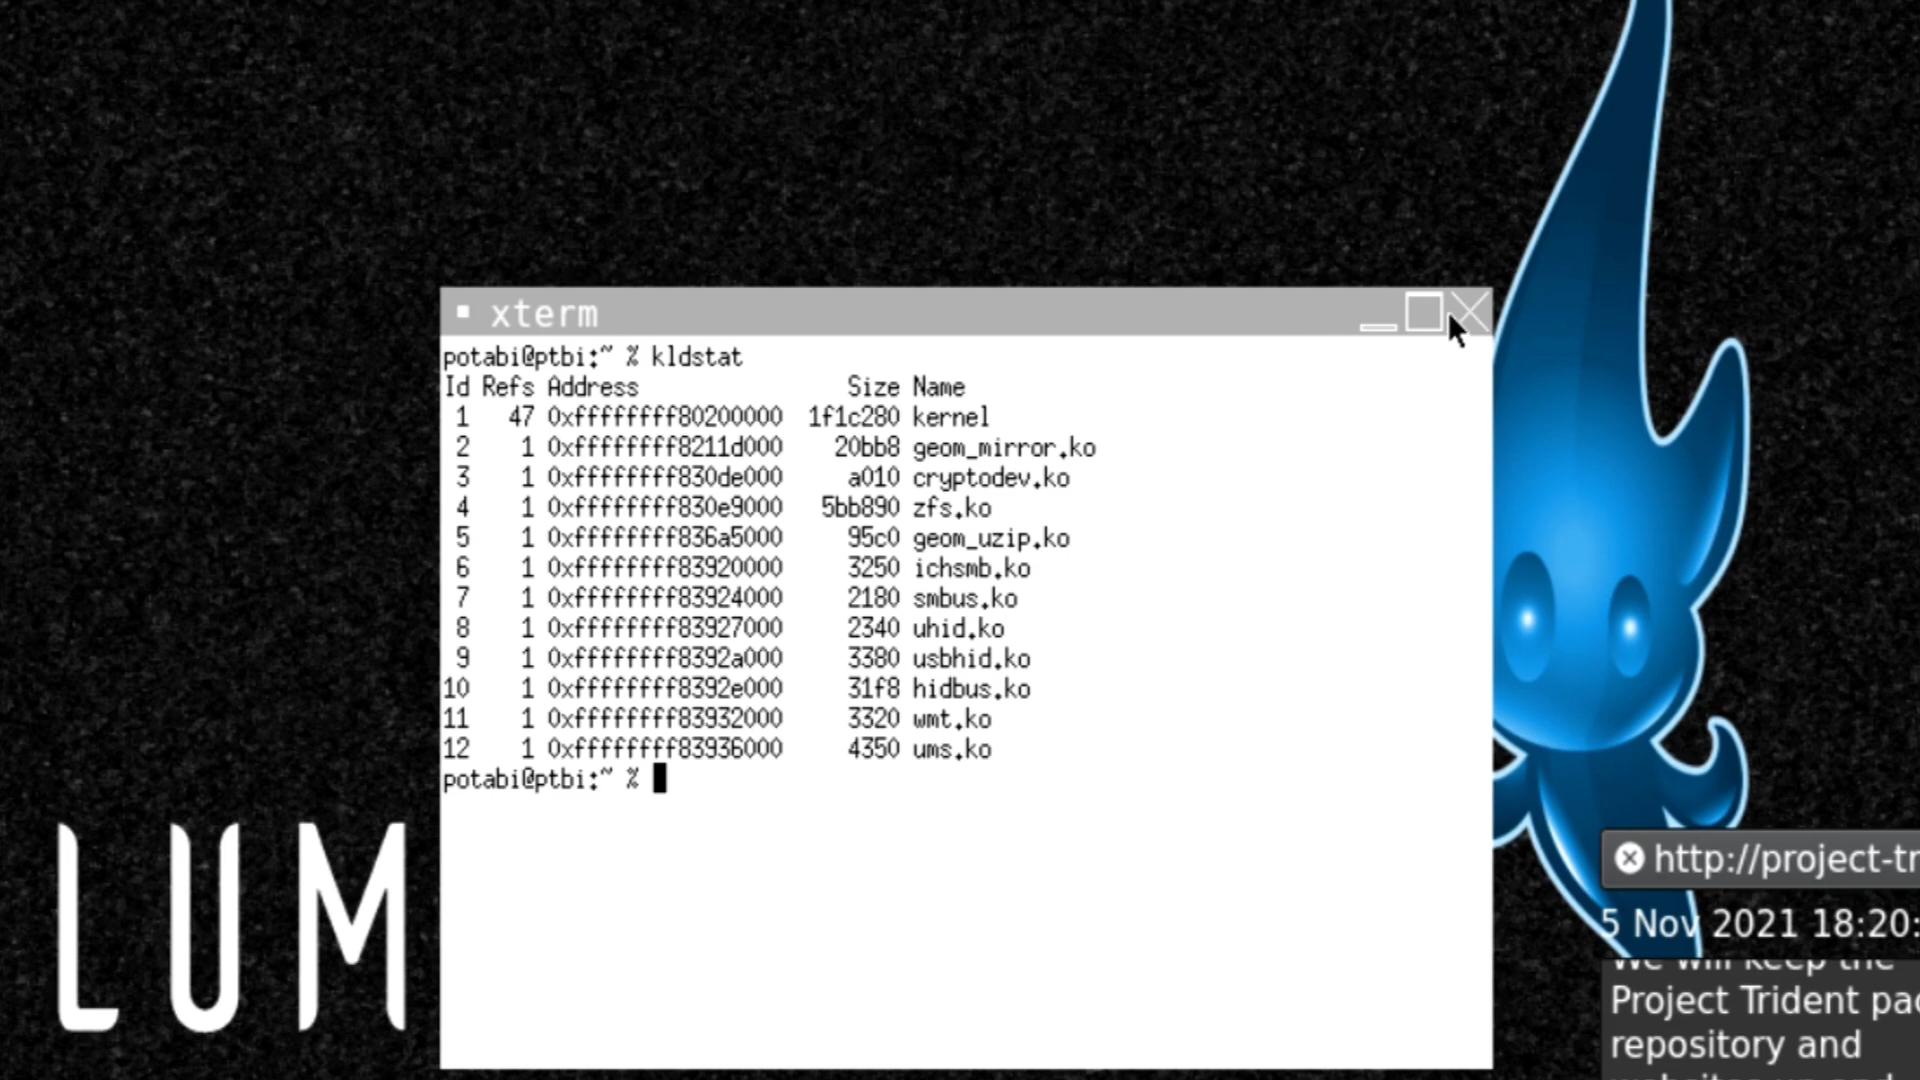 xterm
potabi@ptbi:~ % kldstat
Id Refs Address                Size Name
 1   47 0xffffffff80200000  1f1c280 kernel
 2    1 0xffffffff8211d000    20bb8 geom_mirror.ko
 3    1 0xffffffff830de000     a010 cryptodev.ko
 4    1 0xffffffff830e9000   5bb890 zfs.ko
 5    1 0xffffffff836a5000     95c0 geom_uzip.ko
 6    1 0xffffffff83920000     3250 ichsmb.ko
 7    1 0xffffffff83924000     2180 smbus.ko
 8    1 0xffffffff83927000     2340 uhid.ko
 9    1 0xffffffff8392a000     3380 usbhid.ko
10    1 0xffffffff8392e000     31f8 hidbus.ko
11    1 0xffffffff83932000     3320 wmt.ko
12    1 0xffffffff83936000     4350 ums.ko
potabi@ptbi:~ %
LUM
http://project-tr
5 Nov 2021 18:20:
We will keep the
Project Trident pac
repository and